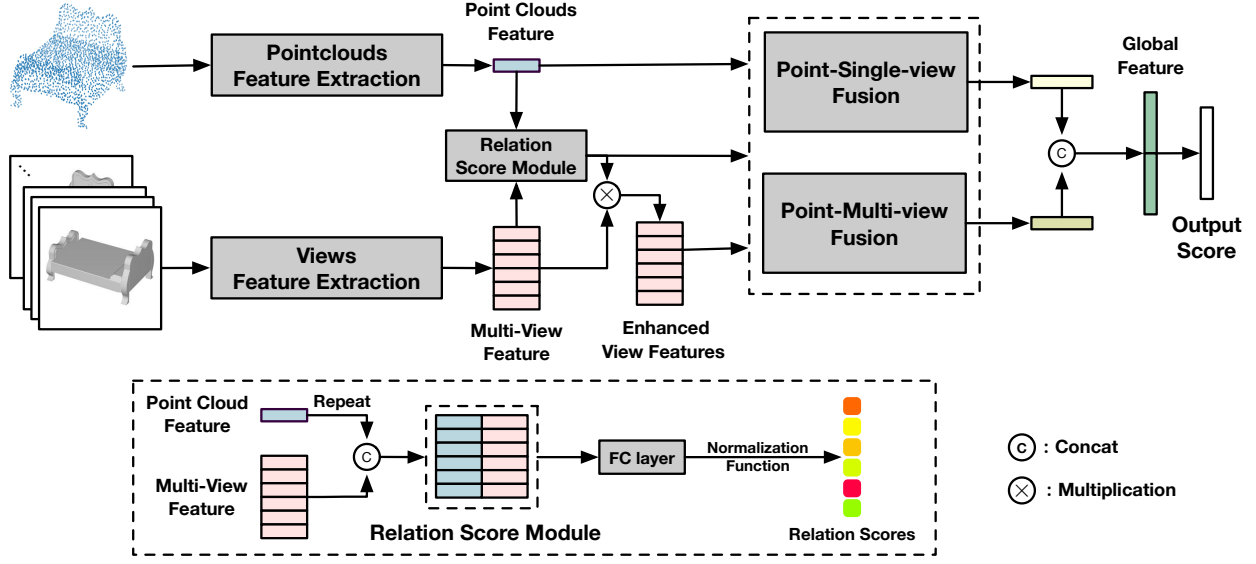 Point Clouds
Feature
Pointclouds
Feature Extraction
Global
Feature
Point-Single-view
Fusion
Relation
Score Module
C
Point-Multi-view
Fusion
Output
Score
Views
Feature Extraction
Multi-View
Feature
Enhanced
View Features
Point Cloud
Feature
Repeat
C
Multi-View
Feature
FC layer
Normalization
Function
Relation Score Module
Relation Scores
C : Concat
: Multiplication